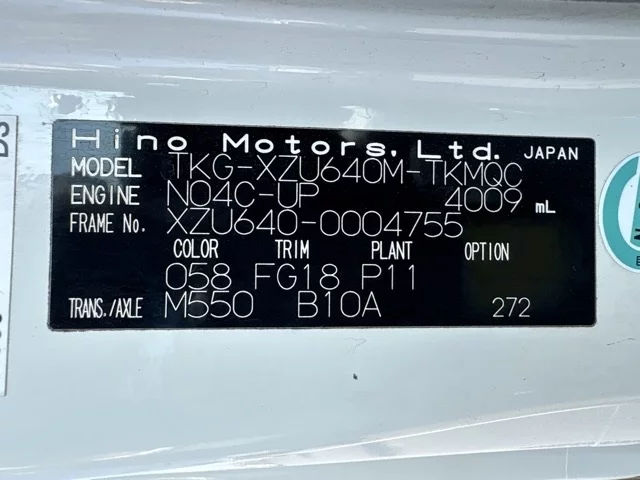 Hino Motors, Ltd. JAPAN
MODEL TKG-XZU640M-TKMQC
ENGINE N04C-UP 4009 mL
FRAME No. XZU640-0004755
COLOR TRIM PLANT OPTION
058 FG18 P11
TRANS./AXLE M550 B10A 272